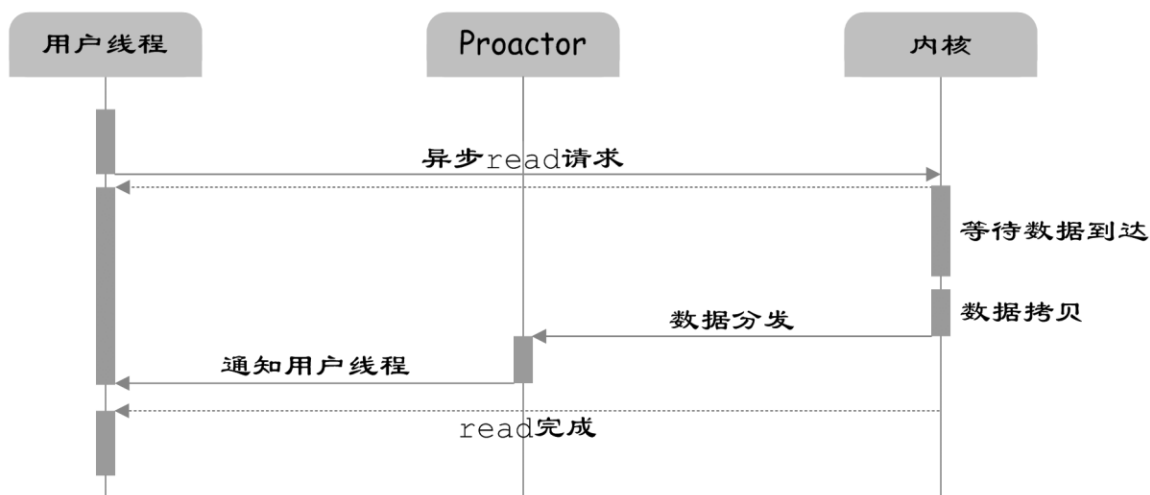 用户线程
Proactor
内核
异步read请求
等待数据到达
数据拷贝
数据分发
通知用户线程
read完成